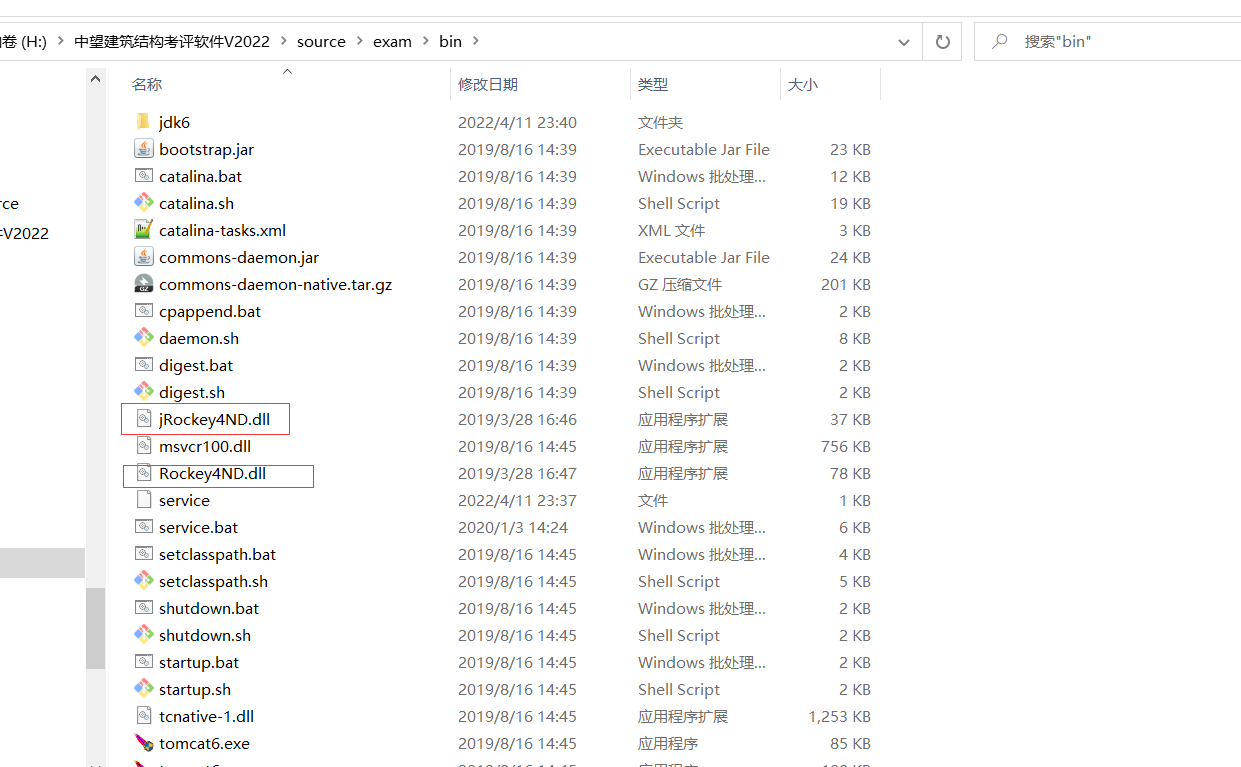 卷 (H:) 中望建筑结构考评软件V2022 source exam bin 搜索"bin"
名称 修改日期 类型 大小
jdk6 2022/4/11 23:40 文件夹
bootstrap.jar 2019/8/16 14:39 Executable Jar File 23 KB
catalina.bat 2019/8/16 14:39 Windows 批处理... 12 KB
catalina.sh 2019/8/16 14:39 Shell Script 19 KB
catalina-tasks.xml 2019/8/16 14:39 XML 文件 3 KB
commons-daemon.jar 2019/8/16 14:39 Executable Jar File 24 KB
commons-daemon-native.tar.gz 2019/8/16 14:39 GZ 压缩文件 201 KB
cpappend.bat 2019/8/16 14:39 Windows 批处理... 2 KB
daemon.sh 2019/8/16 14:39 Shell Script 8 KB
digest.bat 2019/8/16 14:39 Windows 批处理... 2 KB
digest.sh 2019/8/16 14:39 Shell Script 2 KB
jRockey4ND.dll 2019/3/28 16:46 应用程序扩展 37 KB
msvcr100.dll 2019/8/16 14:45 应用程序扩展 756 KB
Rockey4ND.dll 2019/3/28 16:47 应用程序扩展 78 KB
service 2022/4/11 23:37 文件 1 KB
service.bat 2020/1/3 14:24 Windows 批处理... 6 KB
setclasspath.bat 2019/8/16 14:45 Windows 批处理... 4 KB
setclasspath.sh 2019/8/16 14:45 Shell Script 5 KB
shutdown.bat 2019/8/16 14:45 Windows 批处理... 2 KB
shutdown.sh 2019/8/16 14:45 Shell Script 2 KB
startup.bat 2019/8/16 14:45 Windows 批处理... 2 KB
startup.sh 2019/8/16 14:45 Shell Script 2 KB
tcnative-1.dll 2019/8/16 14:45 应用程序扩展 1,253 KB
tomcat6.exe 2019/8/16 14:45 应用程序 85 KB
rce
V2022